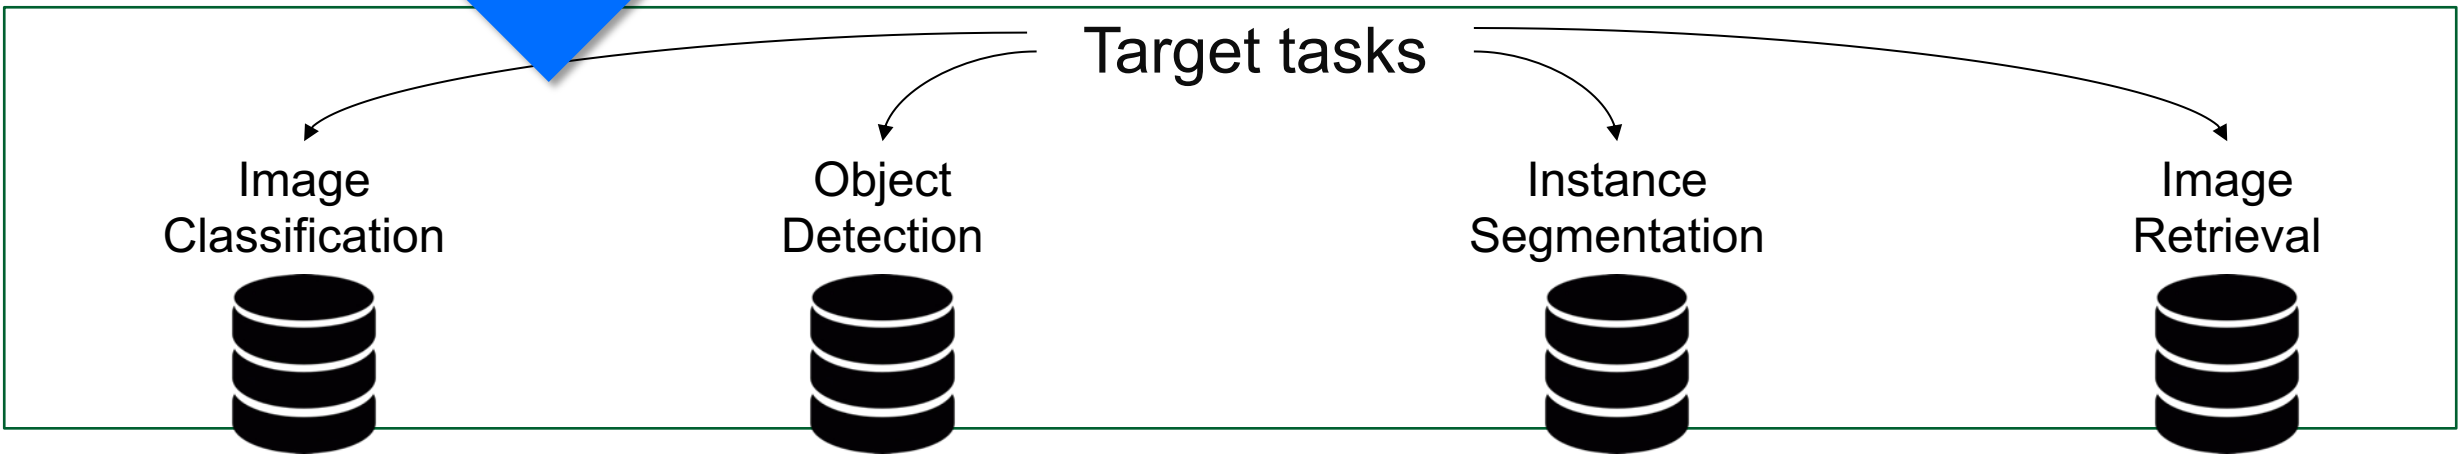 Target tasks
Image
Classification
Object
Detection
Instance
Segmentation
Image
Retrieval